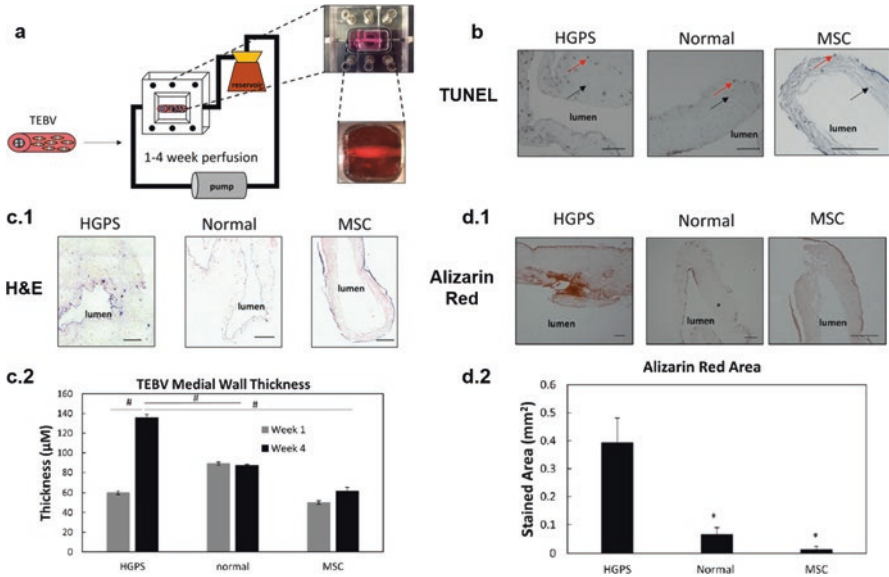 a
TEBV
reservoir
1-4 week perfusion
pump
b
HGPS Normal MSC
TUNEL
lumen lumen lumen
c.1
HGPS Normal MSC
H&E
lumen lumen lumen
d.1
HGPS Normal MSC
Alizarin
Red
lumen lumen lumen
c.2
TEBV Medial Wall Thickness
160
140
120
100
80
60
40
20
0
Thickness (µM)
# # #
Week 1
Week 4
HGPS normal MSC
d.2
Alizarin Red Area
0.6
0.5
0.4
0.3
0.2
0.1
0
Stained Area (mm²)
* *
HGPS Normal MSC